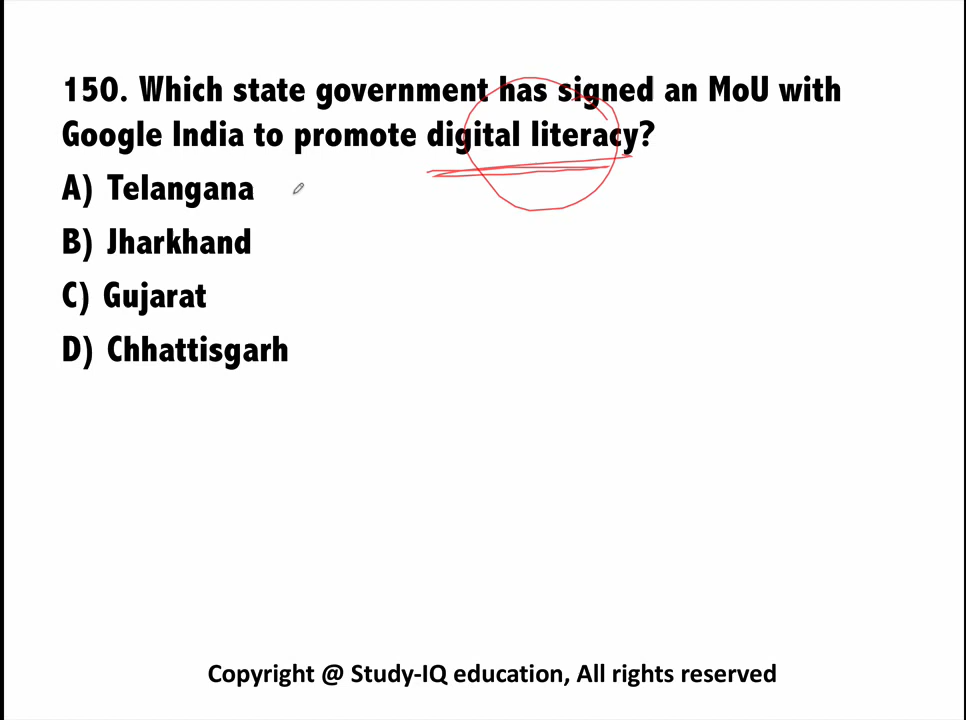 150. Which state government has signed an MoU with
Google India to promote digital literacy?
A) Telangana
B) Jharkhand
C) Gujarat
D) Chhattisgarh
Copyright @ Study-IQ education, All rights reserved